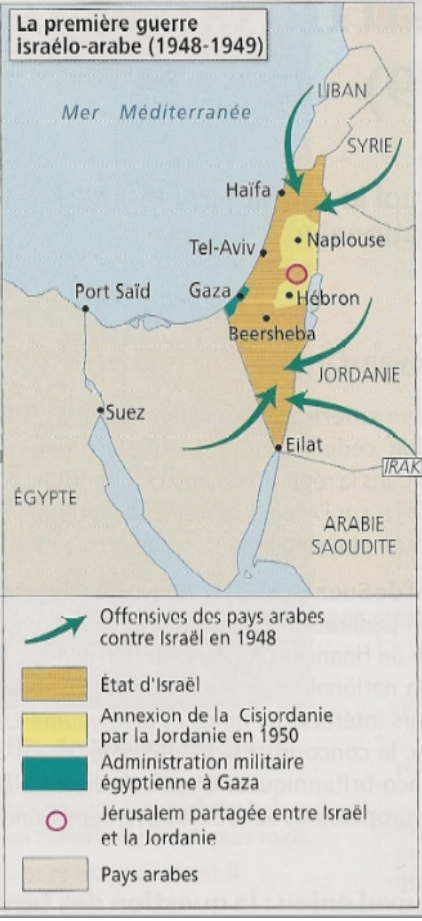 La première guerre
israélo-arabe (1948-1949)
LIBAN
Mer Méditerranée
SYRIE
Haïfa
Naplouse
Tel-Aviv
Gaza
Hébron
Port Saïd
Beersheba
JORDANIE
Suez
Eilat
IRAK
ÉGYPTE
ARABIE
SAOUDITE
Offensives des pays arabes
contre Israël en 1948
État d'Israël
Annexion de la Cisjordanie
par la Jordanie en 1950
Administration militaire
égyptienne à Gaza
Jérusalem partagée entre Israël
et la Jordanie
Pays arabes